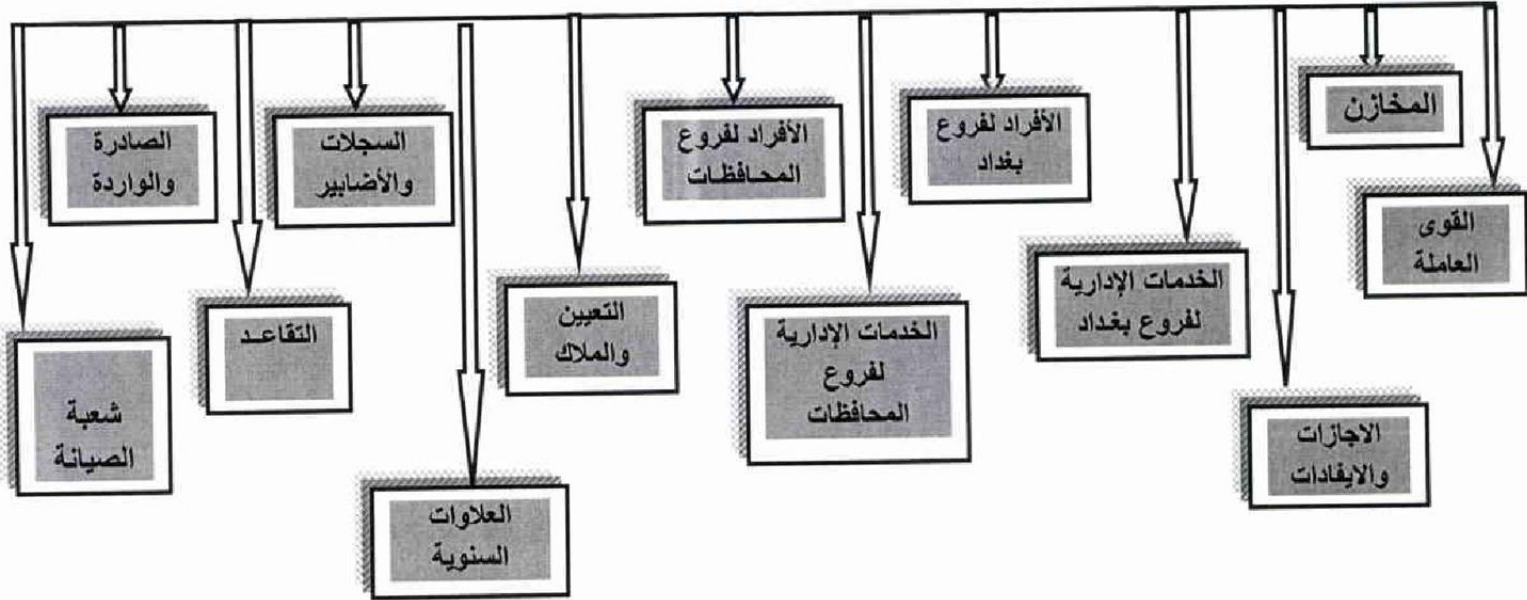 المخازن
القوى
العاملة
الأفراد لفروع
بغداد
الأفراد لفروع
المحافظات
السجلات
والأضابير
الصادرة
والواردة
الخدمات الإدارية
لفروع بغداد
الاجازات
والايفادات
الخدمات الإدارية
لفروع
المحافظات
التعيين
والملاك
العلاوات
السنوية
التقاعد
شعبة
الصيانة